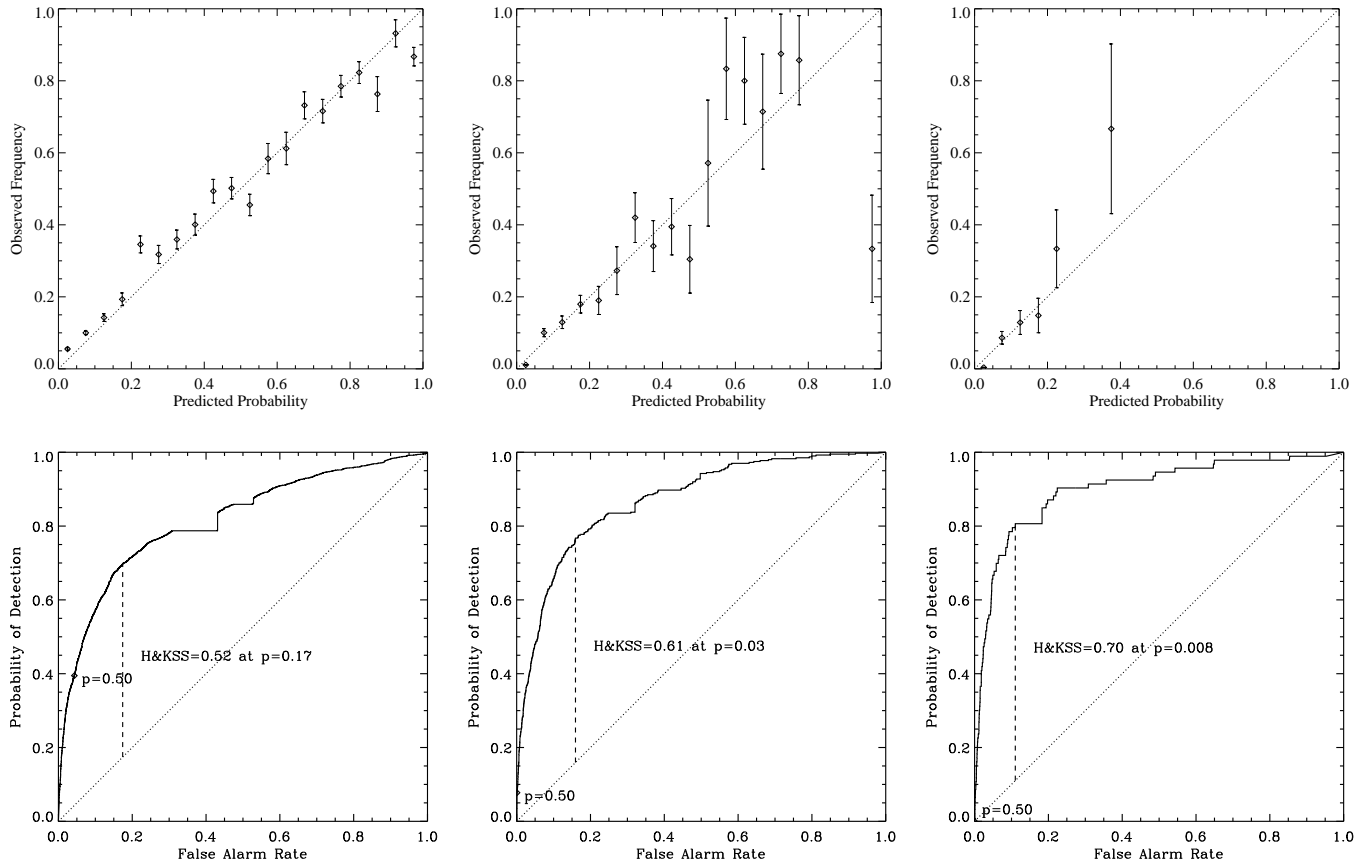 1.0
0.8
0.6
0.4
0.2
0.0
Observed Frequency
0.0 0.2 0.4 0.6 0.8 1.0
Predicted Probability
1.0
0.8
0.6
0.4
0.2
0.0
Observed Frequency
0.0 0.2 0.4 0.6 0.8 1.0
Predicted Probability
1.0
0.8
0.6
0.4
0.2
0.0
Observed Frequency
0.0 0.2 0.4 0.6 0.8 1.0
Predicted Probability
1.0
0.8
0.6
0.4
0.2
0.0
Probability of Detection
H&KSS=0.52 at p=0.17
p=0.50
0.0 0.2 0.4 0.6 0.8 1.0
False Alarm Rate
1.0
0.8
0.6
0.4
0.2
0.0
Probability of Detection
H&KSS=0.61 at p=0.03
p=0.50
0.0 0.2 0.4 0.6 0.8 1.0
False Alarm Rate
1.0
0.8
0.6
0.4
0.2
0.0
Probability of Detection
H&KSS=0.70 at p=0.008
p=0.50
0.0 0.2 0.4 0.6 0.8 1.0
False Alarm Rate